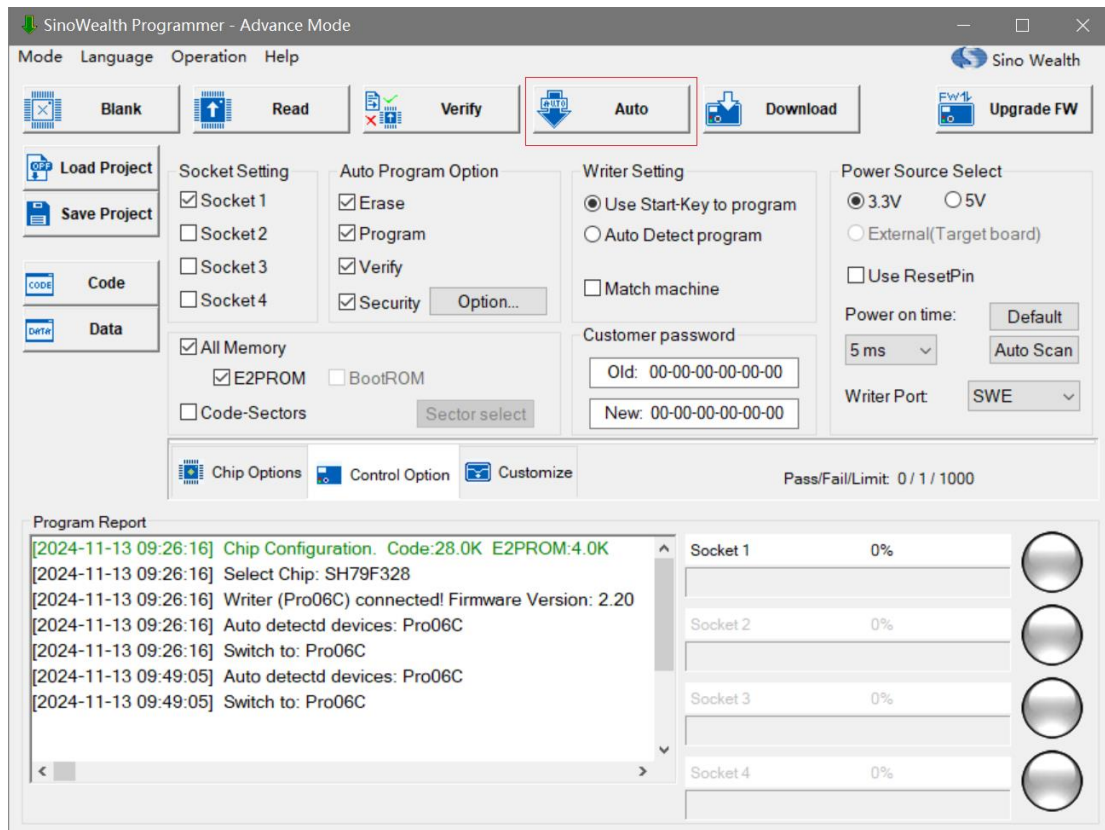 SinoWealth Programmer - Advance Mode
Mode Language Operation Help
Sino Wealth
Blank
Read
Verify
AUTO
Auto
Download
FW
Upgrade FW
Load Project
Save Project
CODE
Code
DATA
Data
Socket Setting
Socket 1
Socket 2
Socket 3
Socket 4
Auto Program Option
Erase
Program
Verify
Security Option...
All Memory
E2PROM BootROM
Code-Sectors Sector select
Writer Setting
Use Start-Key to program
Auto Detect program
Match machine
Customer password
Old: 00-00-00-00-00-00
New: 00-00-00-00-00-00
Power Source Select
3.3V 5V
External(Target board)
Use ResetPin
Power on time: Default
5 ms Auto Scan
Writer Port: SWE
Chip Options Control Option Customize
Pass/Fail/Limit: 0 / 1 / 1000
Program Report
[2024-11-13 09:26:16] Chip Configuration. Code:28.0K E2PROM:4.0K
[2024-11-13 09:26:16] Select Chip: SH79F328
[2024-11-13 09:26:16] Writer (Pro06C) connected! Firmware Version: 2.20
[2024-11-13 09:26:16] Auto detectd devices: Pro06C
[2024-11-13 09:26:16] Switch to: Pro06C
[2024-11-13 09:49:05] Auto detectd devices: Pro06C
[2024-11-13 09:49:05] Switch to: Pro06C
Socket 1 0%
Socket 2 0%
Socket 3 0%
Socket 4 0%